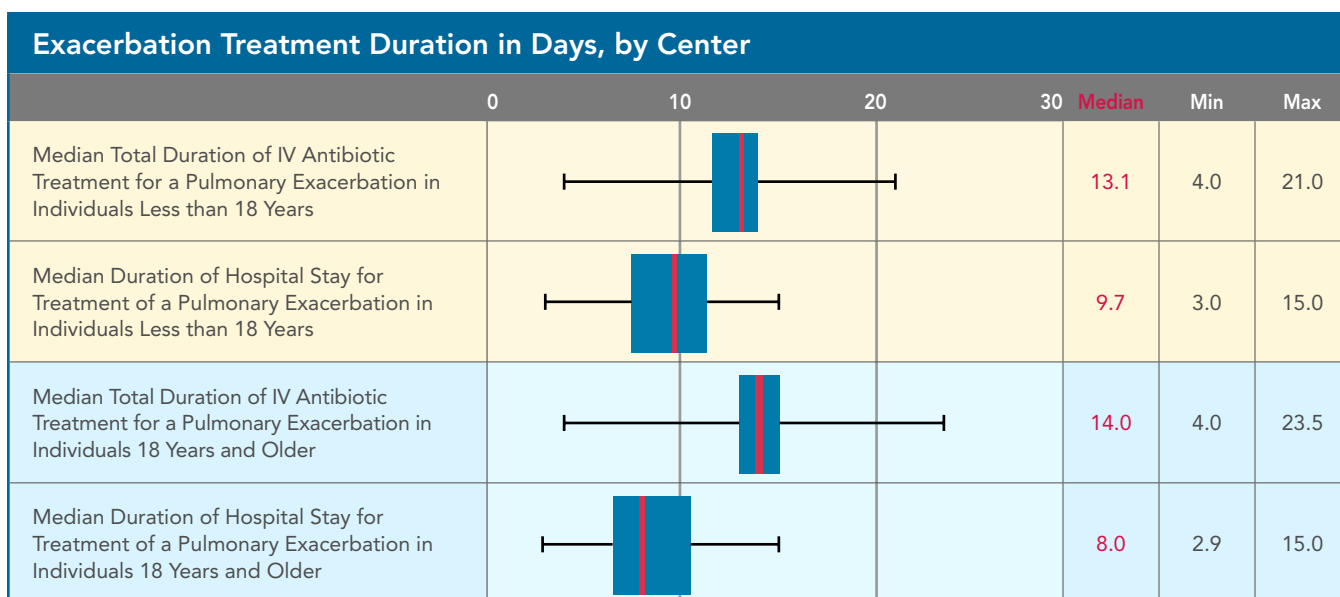 Exacerbation Treatment Duration in Days, by Center
0 10 20 30 Median Min Max
Median Total Duration of IV Antibiotic
Treatment for a Pulmonary Exacerbation in
Individuals Less than 18 Years
13.1 4.0 21.0
Median Duration of Hospital Stay for
Treatment of a Pulmonary Exacerbation in
Individuals Less than 18 Years
9.7 3.0 15.0
Median Total Duration of IV Antibiotic
Treatment for a Pulmonary Exacerbation in
Individuals 18 Years and Older
14.0 4.0 23.5
Median Duration of Hospital Stay for
Treatment of a Pulmonary Exacerbation in
Individuals 18 Years and Older
8.0 2.9 15.0